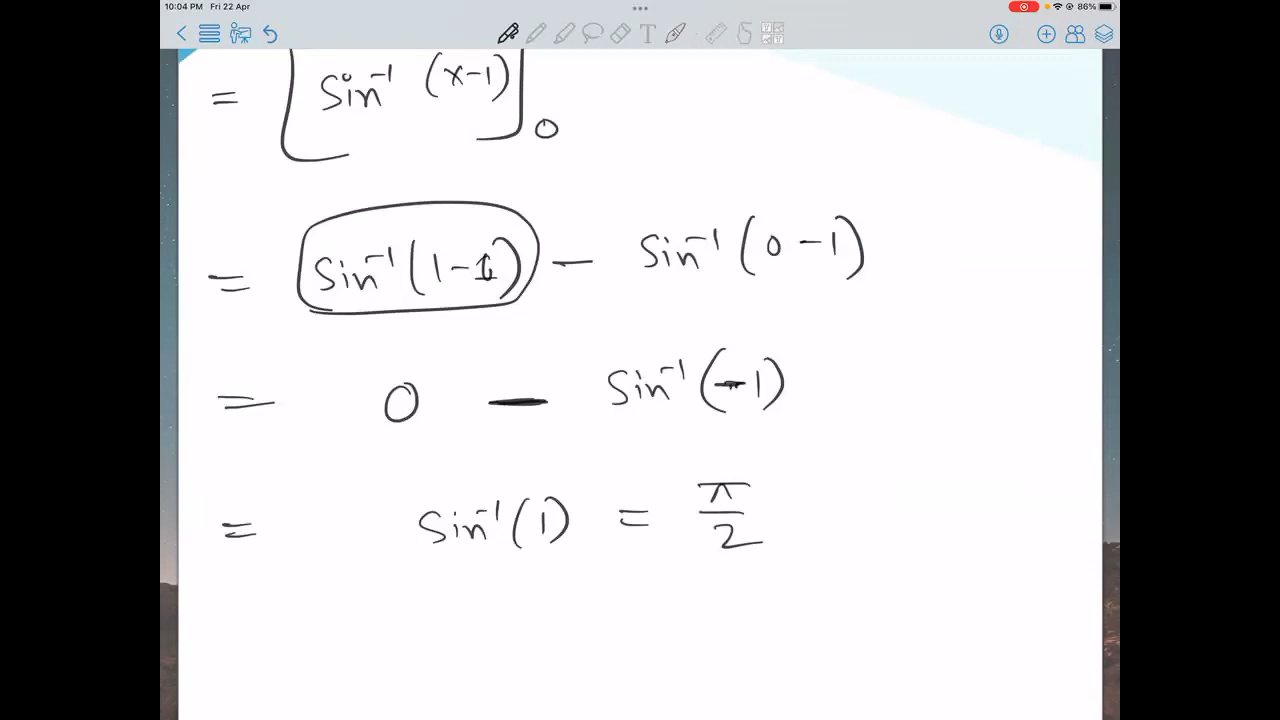 10:04 PM Fri 22 Apr 86%
T
= [sin⁻¹ (x-1)]₀
= sin⁻¹(1-1) - sin⁻¹(0-1)
= 0 - sin⁻¹(-1)
= sin⁻¹(1) = π/2